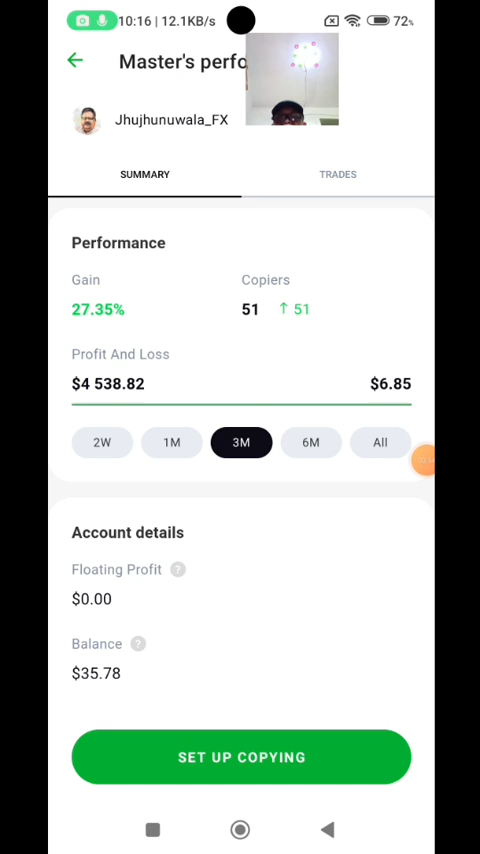 10:16 | 12.1KB/s 72%
Master's perfo
Jhujhunuwala_FX
SUMMARY TRADES
Performance
Gain Copiers
27.35% 51 ↑ 51
Profit And Loss
$4 538.82 $6.85
2W 1M 3M 6M All
Account details
Floating Profit ?
$0.00
Balance ?
$35.78
SET UP COPYING